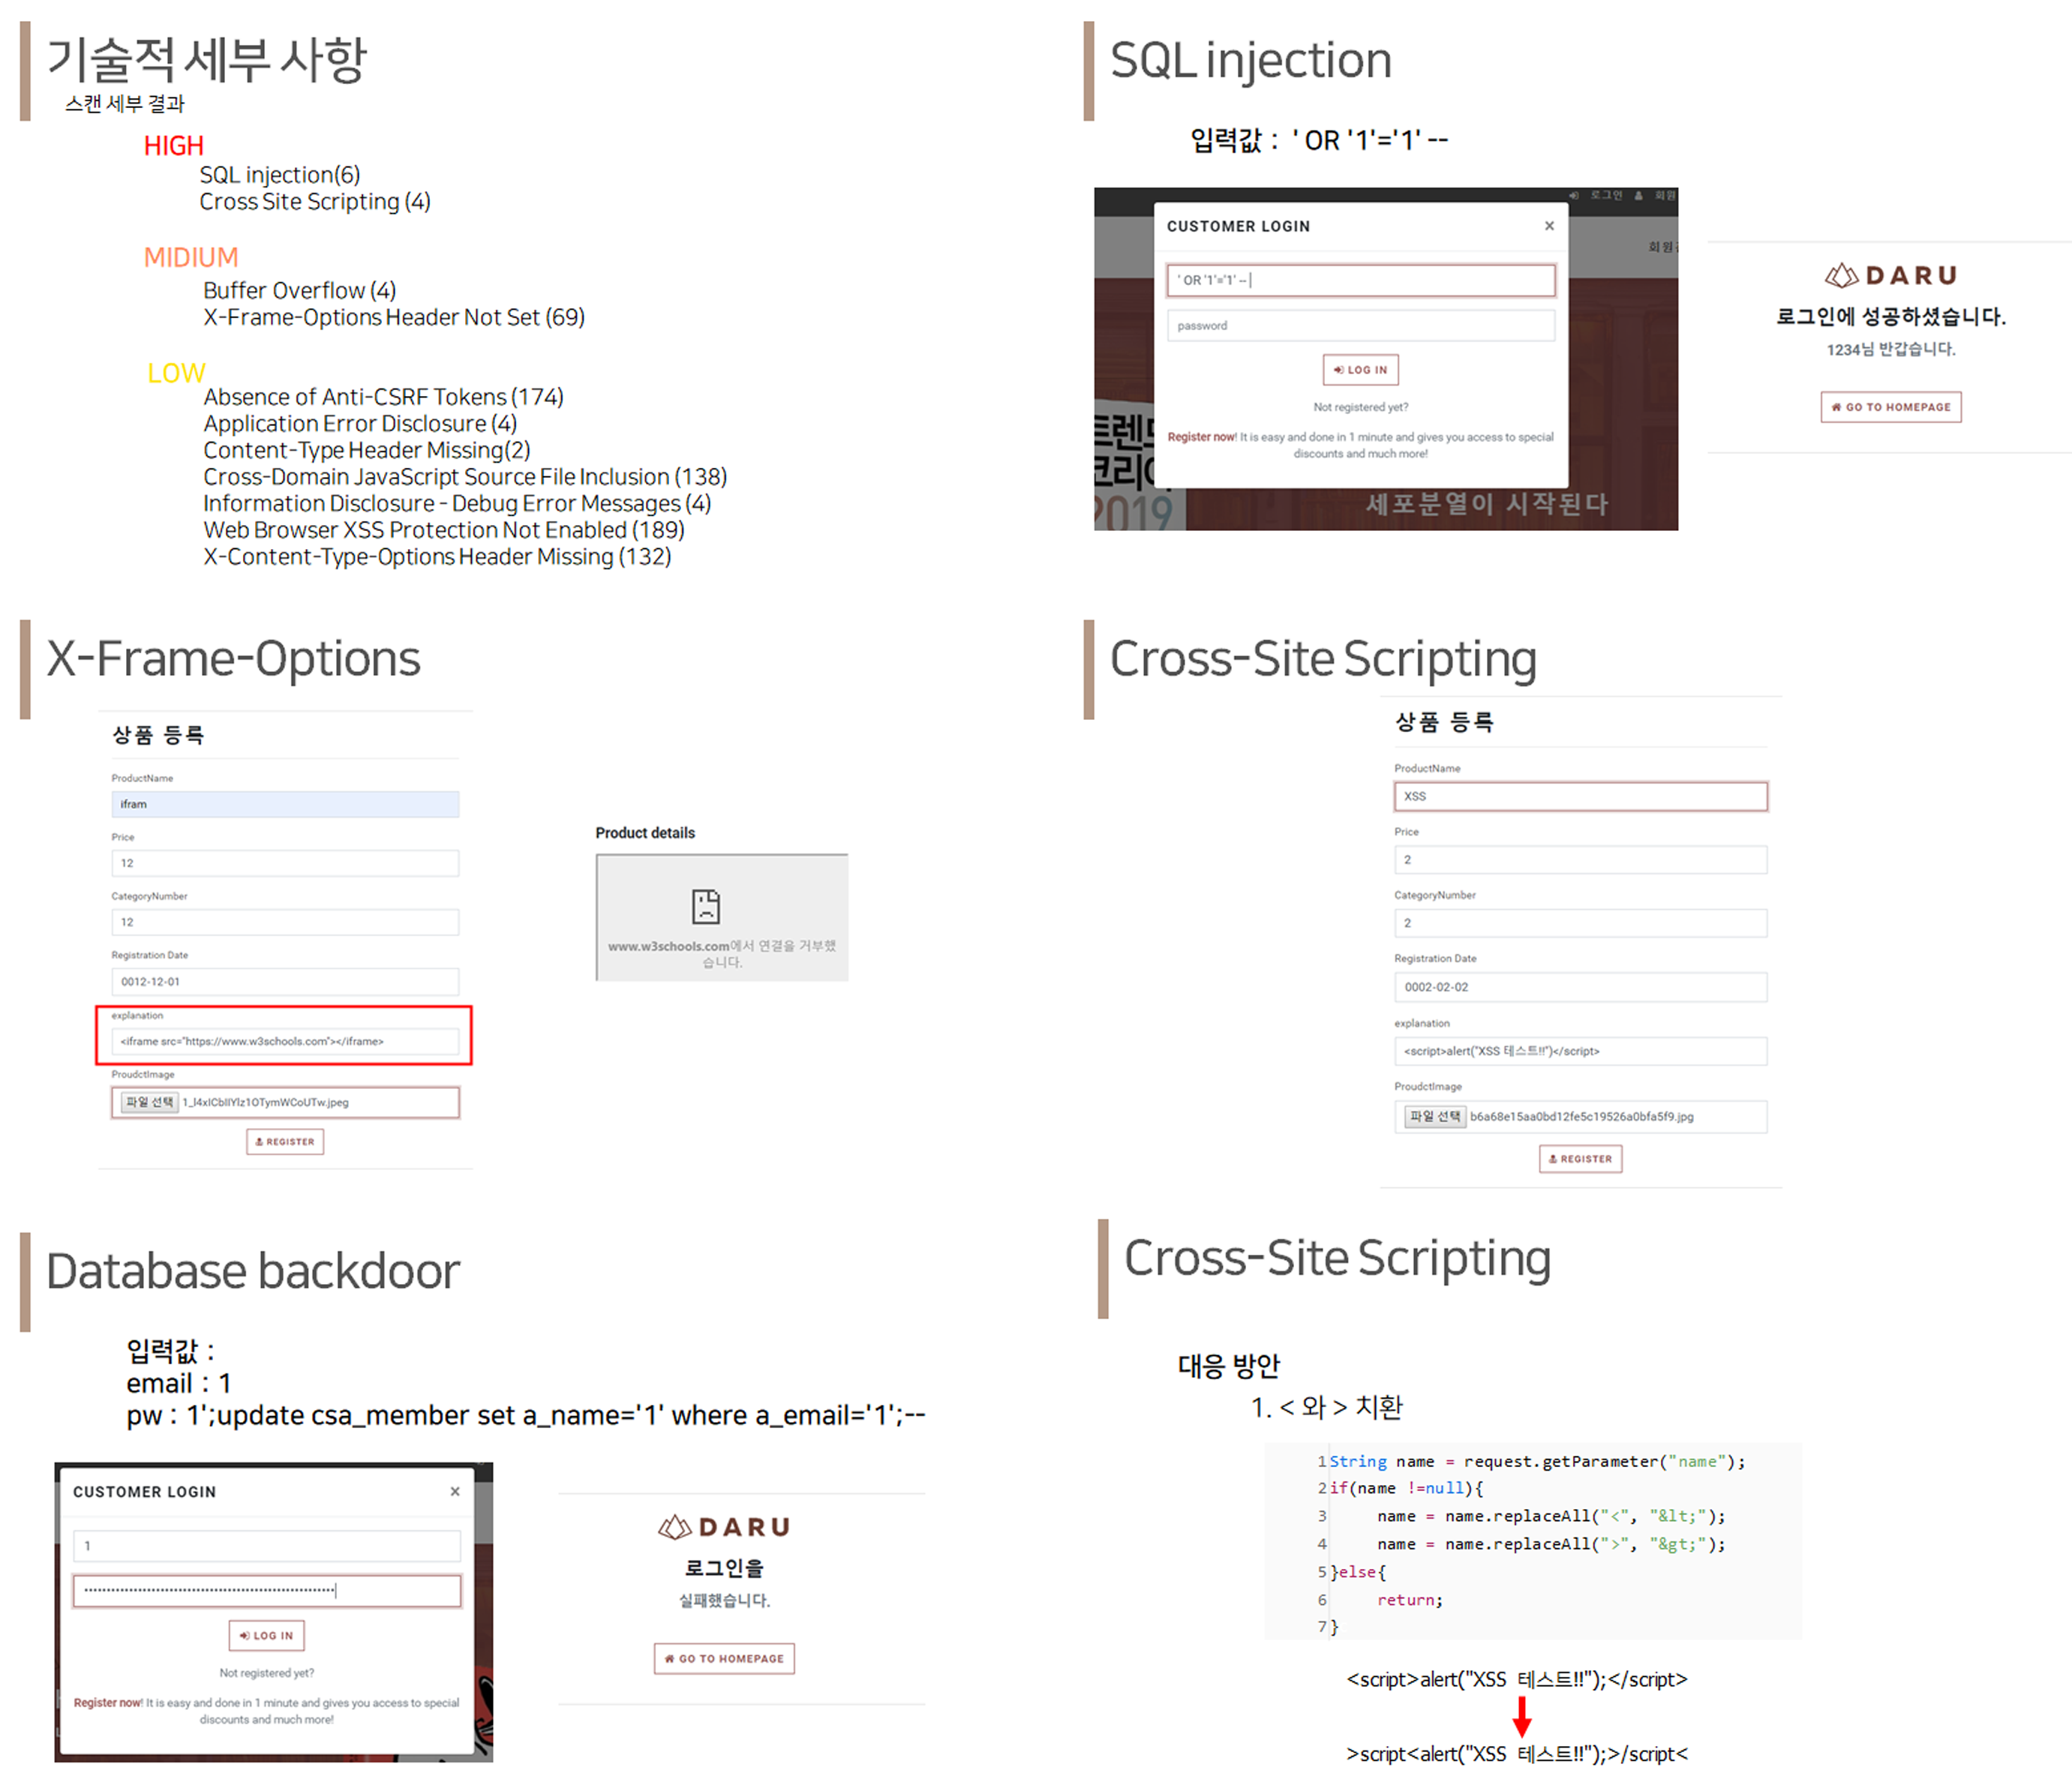 기술적 세부 사항
스캔 세부 결과
HIGH
SQL injection(6)
Cross Site Scripting (4)
MIDIUM
Buffer Overflow (4)
X-Frame-Options Header Not Set (69)
LOW
Absence of Anti-CSRF Tokens (174)
Application Error Disclosure (4)
Content-Type Header Missing(2)
Cross-Domain JavaScript Source File Inclusion (138)
Information Disclosure - Debug Error Messages (4)
Web Browser XSS Protection Not Enabled (189)
X-Content-Type-Options Header Missing (132)
SQL injection
입력값 : ' OR '1'='1' --
로그인 회원
회원
CUSTOMER LOGIN ×
' OR '1'='1' --
password
LOG IN
Not registered yet?
Register now! It is easy and done in 1 minute and gives you access to special
discounts and much more!
트렌드
코리아
2019
세포분열이 시작된다
DARU
로그인에 성공하셨습니다.
1234님 반갑습니다.
GO TO HOMEPAGE
X-Frame-Options
상품 등록
ProductName
ifram
Price
12
CategoryNumber
12
Registration Date
0012-12-01
explanation
<iframe src="https://www.w3schools.com"></iframe>
ProudctImage
파일 선택 1_l4xICbIIYlz1OTymWCoUTw.jpeg
REGISTER
Product details
www.w3schools.com에서 연결을 거부했
습니다.
Cross-Site Scripting
상품 등록
ProductName
XSS
Price
2
CategoryNumber
2
Registration Date
0002-02-02
explanation
<script>alert("XSS 테스트!!")</script>
ProudctImage
파일 선택 b6a68e15aa0bd12fe5c19526a0bfa5f9.jpg
REGISTER
Database backdoor
입력값 :
email : 1
pw : 1';update csa_member set a_name='1' where a_email='1';--
CUSTOMER LOGIN ×
1
LOG IN
Not registered yet?
Register now! It is easy and done in 1 minute and gives you access to special
discounts and much more!
DARU
로그인을
실패했습니다.
GO TO HOMEPAGE
Cross-Site Scripting
대응 방안
1. < 와 > 치환
1 String name = request.getParameter("name");
2 if(name !=null){
3 name = name.replaceAll("<", "&lt;");
4 name = name.replaceAll(">", "&gt;");
5 }else{
6 return;
7 }
<script>alert("XSS 테스트!!");</script>
>script<alert("XSS 테스트!!");>/script<